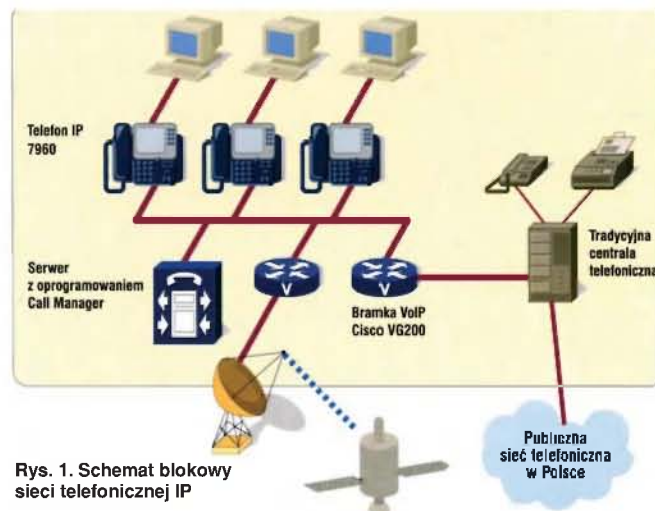 Telefon IP
7960
Serwer
z oprogramowaniem
Call Manager
V
V
Bramka VoIP
Cisco VG200
Tradycyjna
centrala
telefoniczna
Publiczna
sieć telefoniczna
w Polsce
Rys. 1. Schemat blokowy
sieci telefonicznej IP